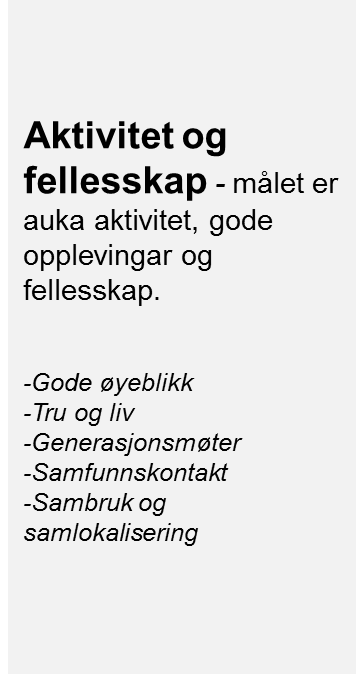 Aktivitet og
fellesskap - målet er
auka aktivitet, gode
opplevingar og
fellesskap.
-Gode øyeblikk
-Tru og liv
-Generasjonsmøter
-Samfunnskontakt
-Sambruk og
samlokalisering